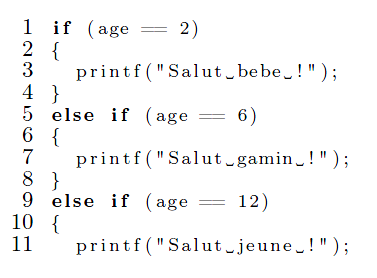 1 if (age == 2)
2 {
3 printf("Salut␣bebe␣!");
4 }
5 else if (age == 6)
6 {
7 printf("Salut␣gamin␣!");
8 }
9 else if (age == 12)
10 {
11 printf("Salut␣jeune␣!");